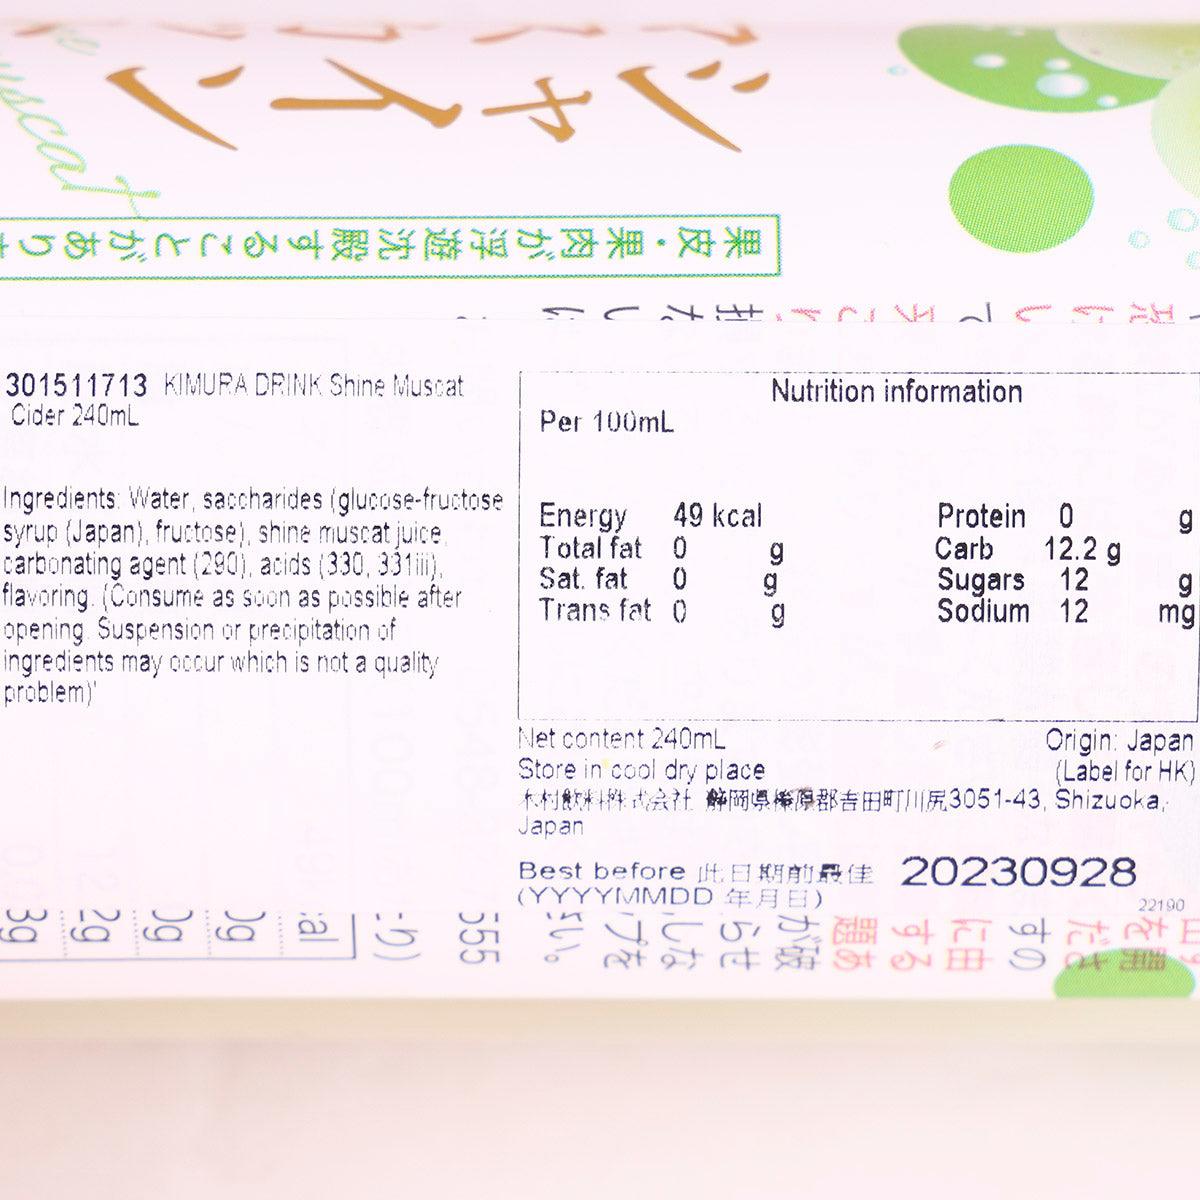 シャイン
muscat
果皮・果肉が浮遊沈殿することがありま
301511713 KIMURA DRINK Shine Muscat
Cider 240mL
Ingredients: Water, saccharides (glucose-fructose
syrup (Japan), fructose), shine muscat juice,
carbonating agent (290), acids (330, 331iii),
flavoring. (Consume as soon as possible after
opening. Suspension or precipitation of
ingredients may occur which is not a quality
problem)'
Nutrition information
Per 100mL
Energy 49 kcal Protein 0 g
Total fat 0 g Carb 12.2 g
Sat. fat 0 g Sugars 12 g
Trans fat 0 g Sodium 12 mg
Net content 240mL Origin: Japan
Store in cool dry place (Label for HK)
木村飲料株式会社 静岡県榛原郡吉田町川尻3051-43, Shizuoka,
Japan
Best before 此日期前最佳 20230928
(YYYYMMDD 年月日)
22190